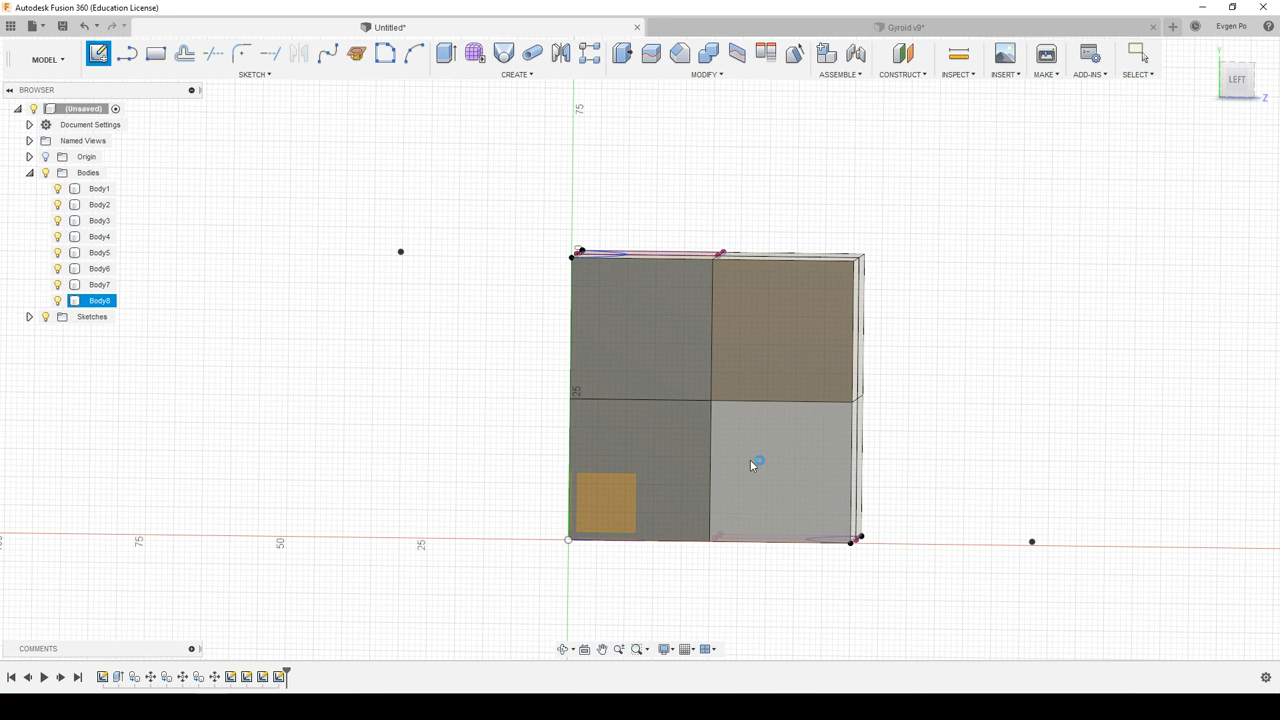 Autodesk Fusion 360 (Education License)
Untitled*
Gyroid v9*
Evgen Po
MODEL
SKETCH
CREATE
MODIFY
ASSEMBLE
CONSTRUCT
INSPECT
INSERT
MAKE
ADD-INS
SELECT
BROWSER
(Unsaved)
Document Settings
Named Views
Origin
Bodies
Body1
Body2
Body3
Body4
Body5
Body6
Body7
Body8
Sketches
Y
LEFT
Z
75
25
75
50
25
COMMENTS